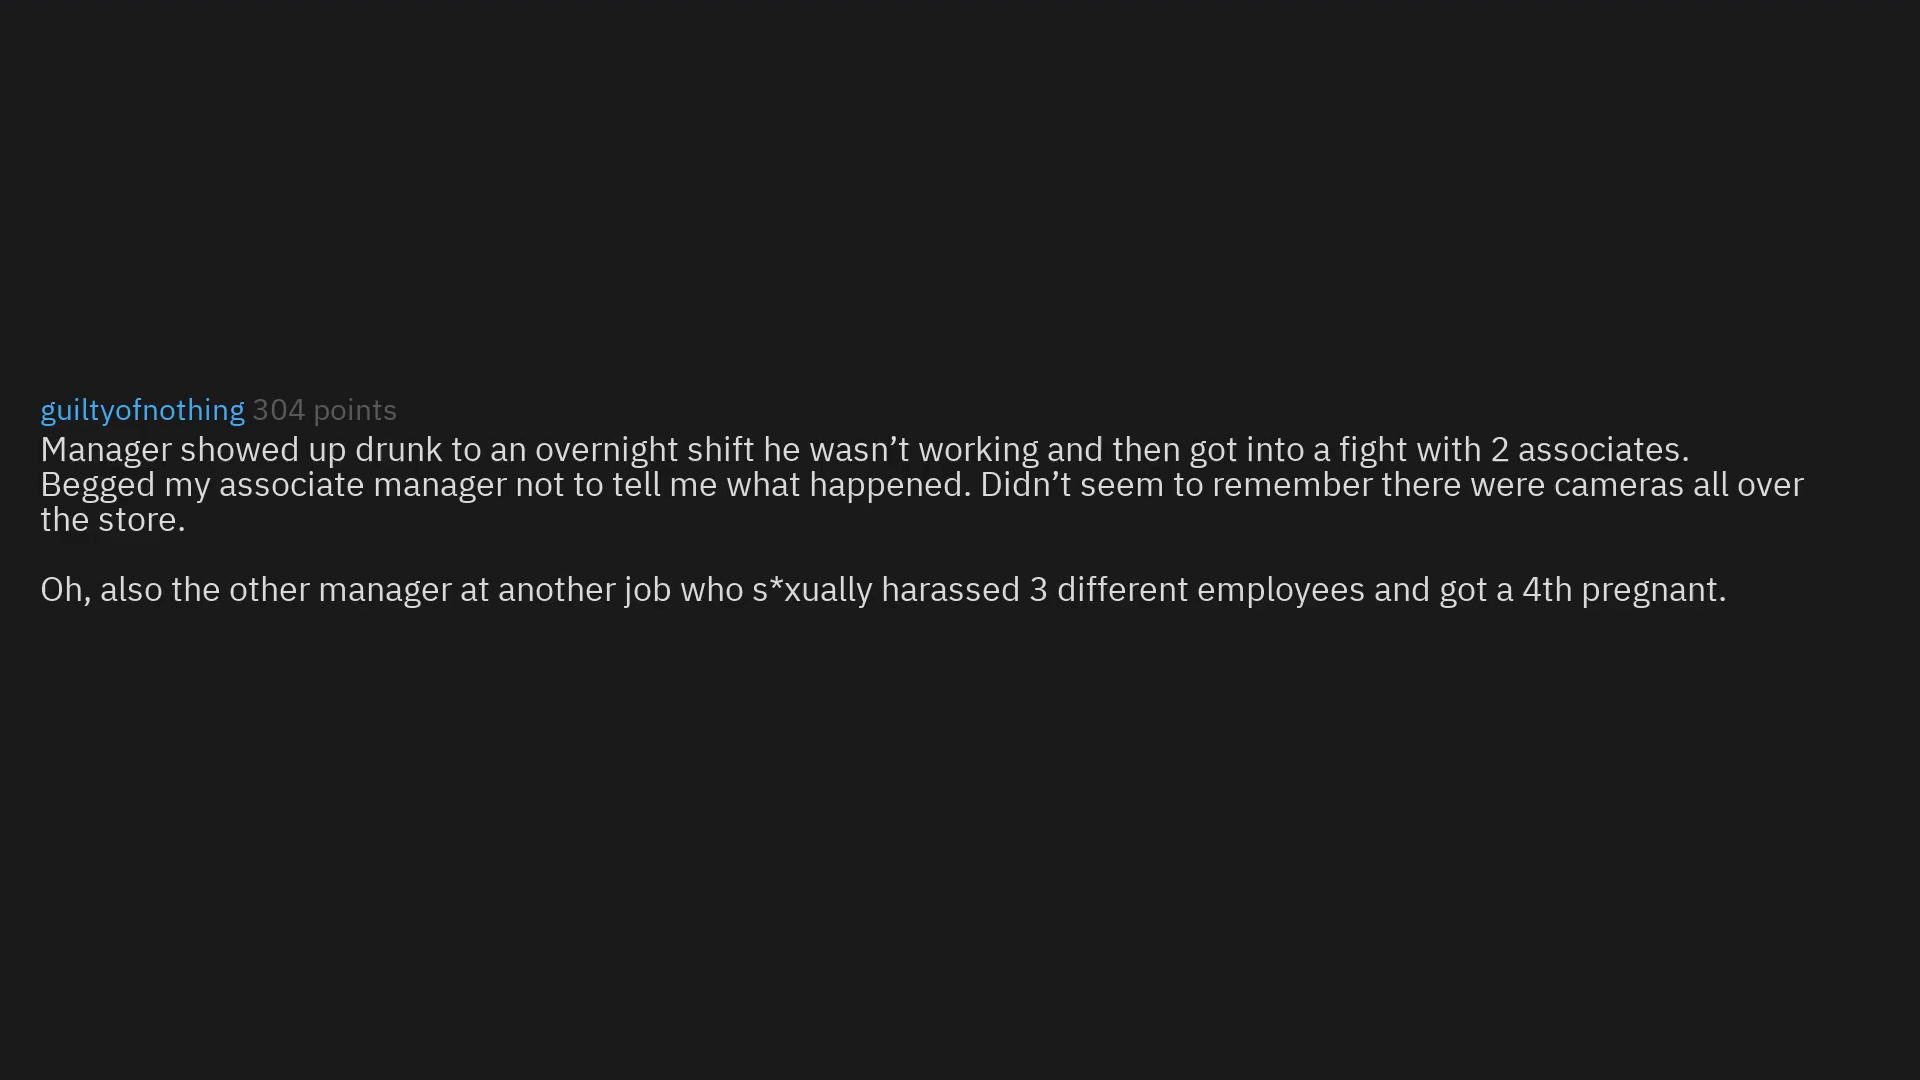 guiltyofnothing 304 points
Manager showed up drunk to an overnight shift he wasn’t working and then got into a fight with 2 associates.
Begged my associate manager not to tell me what happened. Didn’t seem to remember there were cameras all over
the store.
Oh, also the other manager at another job who s*xually harassed 3 different employees and got a 4th pregnant.